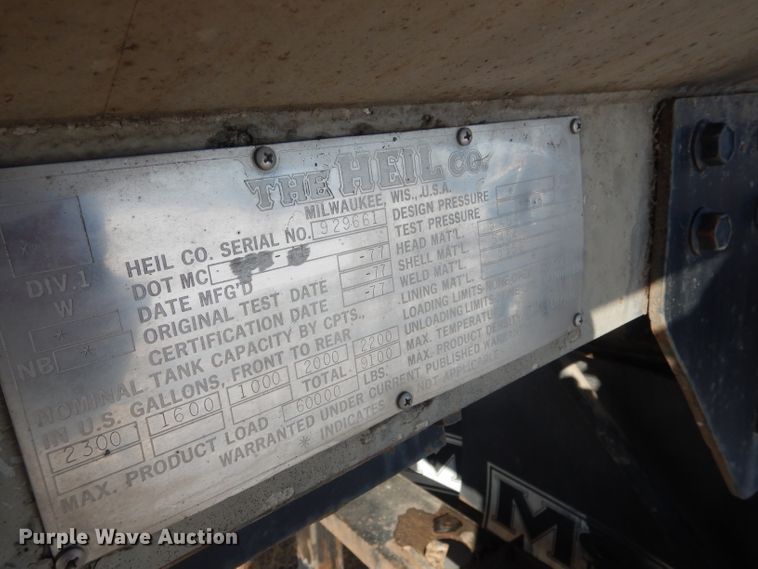 THE HEIL CO.
MILWAUKEE, WIS., U.S.A.
HEIL CO. SERIAL NO. 929661
DOT MC
DATE MFG'D -77
ORIGINAL TEST DATE -77
CERTIFICATION DATE -77
NOMINAL TANK CAPACITY BY CPTS.,
IN U.S. GALLONS, FRONT TO REAR
2300 1600 1000 2000 2200
TOTAL 9100
MAX. PRODUCT LOAD 60000 LBS.
WARRANTED UNDER CURRENT PUBLISHED WARRANTY
* INDICATES NOT APPLICABLE
DIV. 1
W
*
NB *
DESIGN PRESSURE
TEST PRESSURE
HEAD MAT'L
SHELL MAT'L
WELD MAT'L
LINING MAT'L
LOADING LIMITS
UNLOADING LIMITS
MAX. TEMPERATURE
MAX. PRODUCT DENSITY
M
Purple Wave Auction